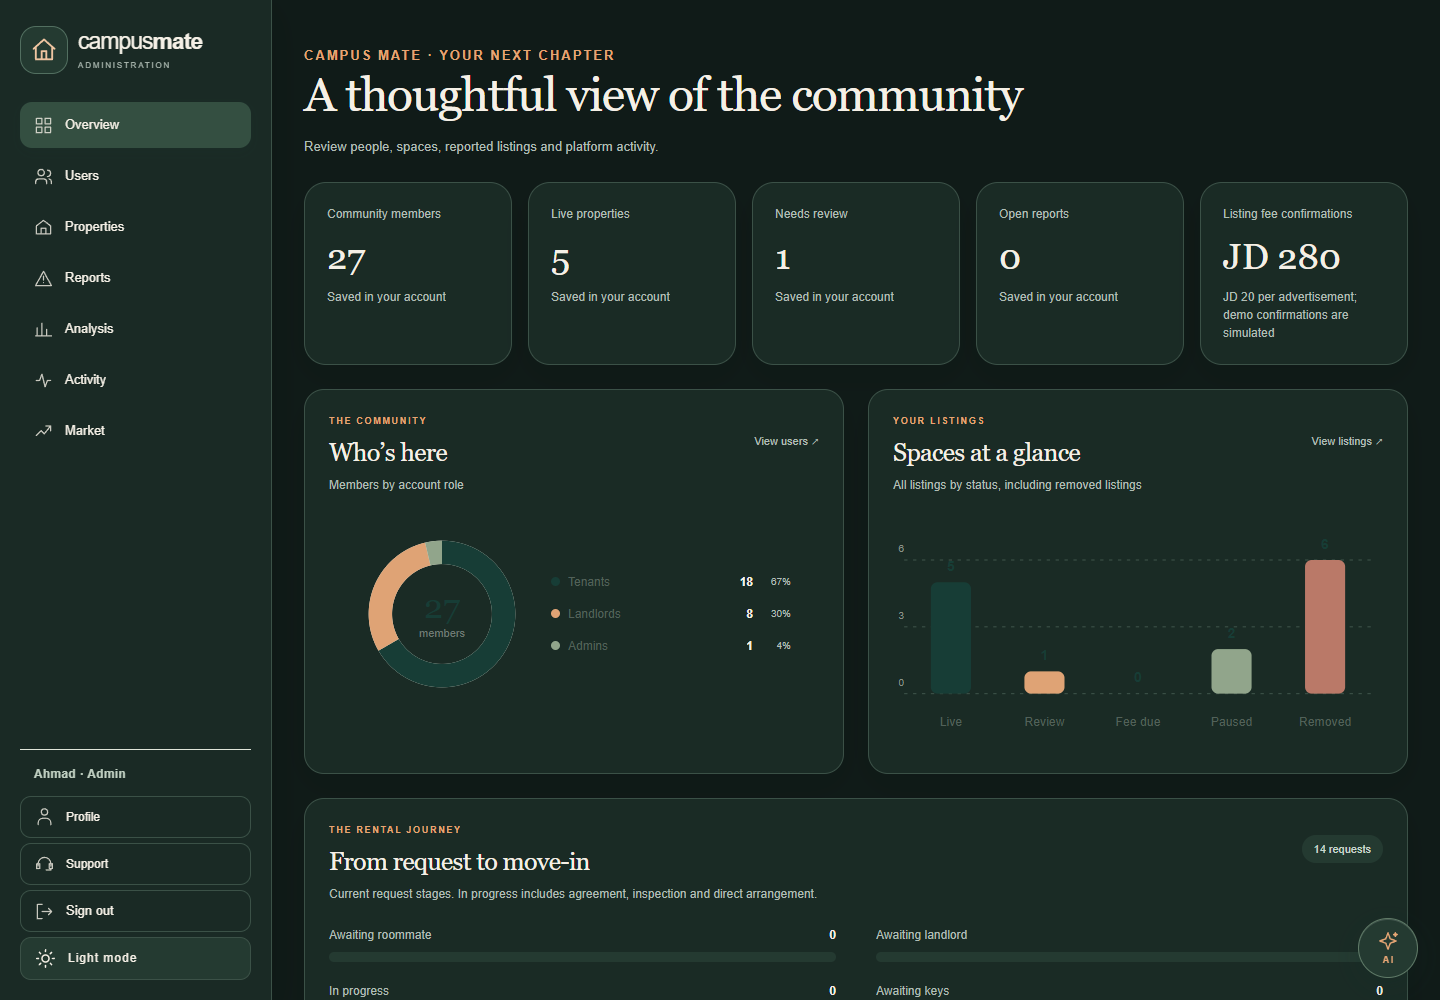 campusmate
ADMINISTRATION
Overview
Users
Properties
Reports
Analysis
Activity
Market
Ahmad · Admin
Profile
Support
Sign out
Light mode
CAMPUS MATE · YOUR NEXT CHAPTER
A thoughtful view of the community
Review people, spaces, reported listings and platform activity.
Community members
27
Saved in your account
Live properties
5
Saved in your account
Needs review
1
Saved in your account
Open reports
0
Saved in your account
Listing fee confirmations
JD 280
JD 20 per advertisement;
demo confirmations are
simulated
THE COMMUNITY
Who’s here
View users ↗
Members by account role
27
members
Tenants 18 67%
Landlords 8 30%
Admins 1 4%
YOUR LISTINGS
Spaces at a glance
View listings ↗
All listings by status, including removed listings
6
3
0
5
1
0
2
6
Live
Review
Fee due
Paused
Removed
THE RENTAL JOURNEY
From request to move-in
14 requests
Current request stages. In progress includes agreement, inspection and direct arrangement.
Awaiting roommate 0
Awaiting landlord
In progress 0
Awaiting keys 0
AI